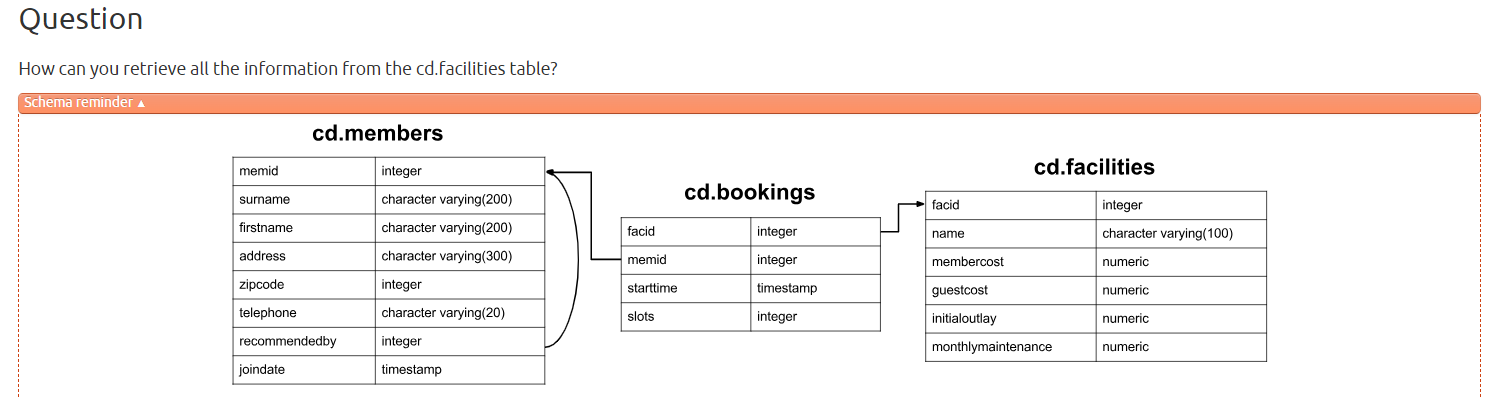 Question
How can you retrieve all the information from the cd.facilities table?
Schema reminder ▲
cd.members
memid integer
surname character varying(200)
firstname character varying(200)
address character varying(300)
zipcode integer
telephone character varying(20)
recommendedby integer
joindate timestamp
cd.bookings
facid integer
memid integer
starttime timestamp
slots integer
cd.facilities
facid integer
name character varying(100)
membercost numeric
guestcost numeric
initialoutlay numeric
monthlymaintenance numeric